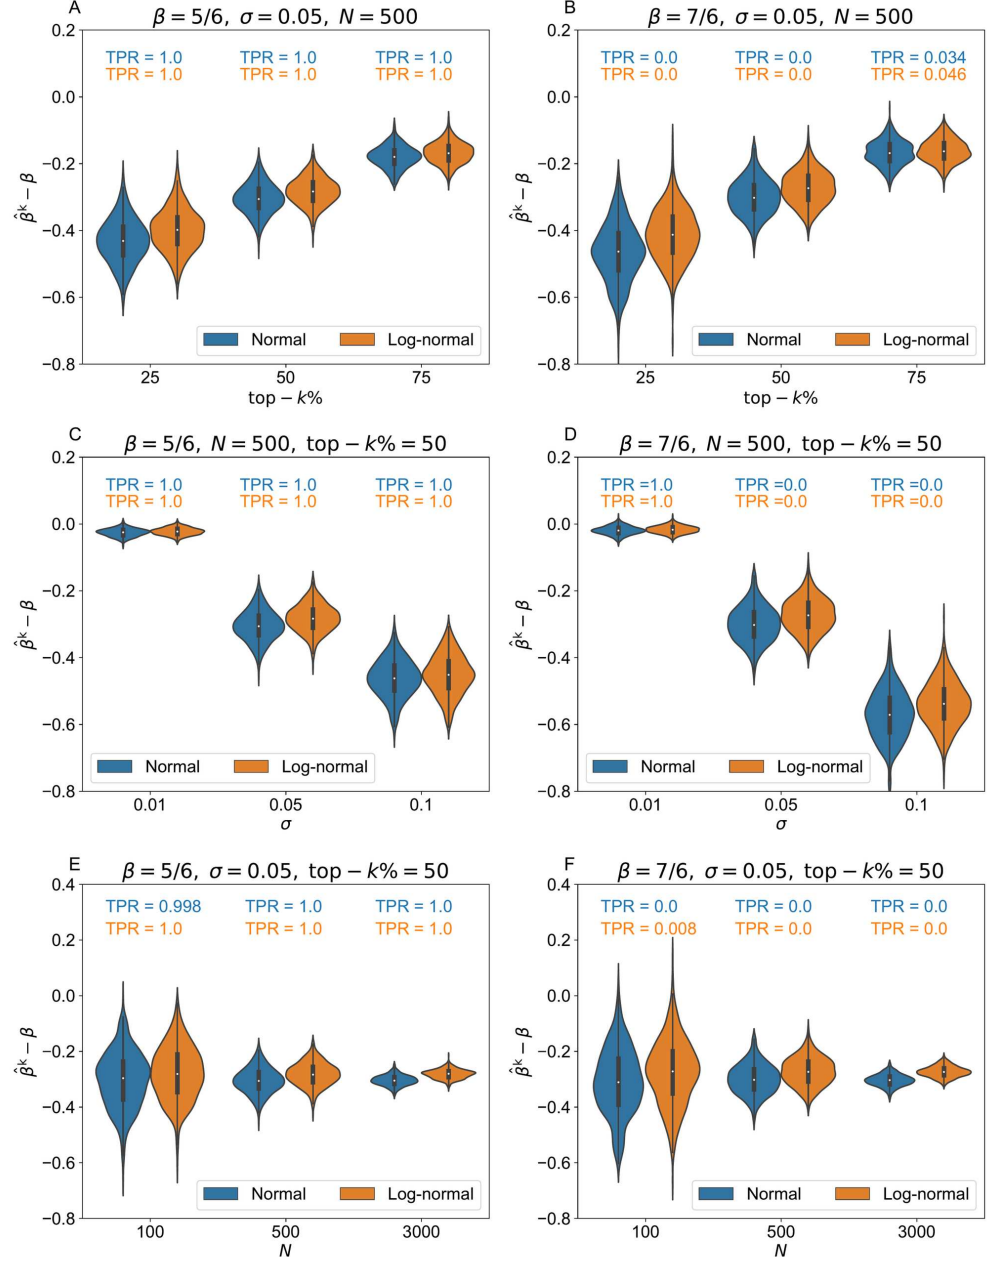 A
β = 5/6, σ = 0.05, N = 500
TPR = 1.0 TPR = 1.0 TPR = 1.0
TPR = 1.0 TPR = 1.0 TPR = 1.0
0.2
0.0
−0.2
−0.4
−0.6
−0.8
β̂ᵏ − β
Normal Log-normal
25 50 75
top − k%
B
β = 7/6, σ = 0.05, N = 500
TPR = 0.0 TPR = 0.0 TPR = 0.034
TPR = 0.0 TPR = 0.0 TPR = 0.046
0.2
0.0
−0.2
−0.4
−0.6
−0.8
β̂ᵏ − β
Normal Log-normal
25 50 75
top − k%
C
β = 5/6, N = 500, top − k% = 50
TPR = 1.0 TPR = 1.0 TPR = 1.0
TPR = 1.0 TPR = 1.0 TPR = 1.0
0.2
0.0
−0.2
−0.4
−0.6
−0.8
β̂ᵏ − β
Normal Log-normal
0.01 0.05 0.1
σ
D
β = 7/6, N = 500, top − k% = 50
TPR =1.0 TPR =0.0 TPR =0.0
TPR =1.0 TPR =0.0 TPR =0.0
0.2
0.0
−0.2
−0.4
−0.6
−0.8
β̂ᵏ − β
Normal Log-normal
0.01 0.05 0.1
σ
E
β = 5/6, σ = 0.05, top − k% = 50
TPR = 0.998 TPR = 1.0 TPR = 1.0
TPR = 1.0 TPR = 1.0 TPR = 1.0
0.4
0.2
0.0
−0.2
−0.4
−0.6
−0.8
β̂ᵏ − β
Normal Log-normal
100 500 3000
N
F
β = 7/6, σ = 0.05, top − k% = 50
TPR = 0.0 TPR = 0.0 TPR = 0.0
TPR = 0.008 TPR = 0.0 TPR = 0.0
0.4
0.2
0.0
−0.2
−0.4
−0.6
−0.8
β̂ᵏ − β
Normal Log-normal
100 500 3000
N